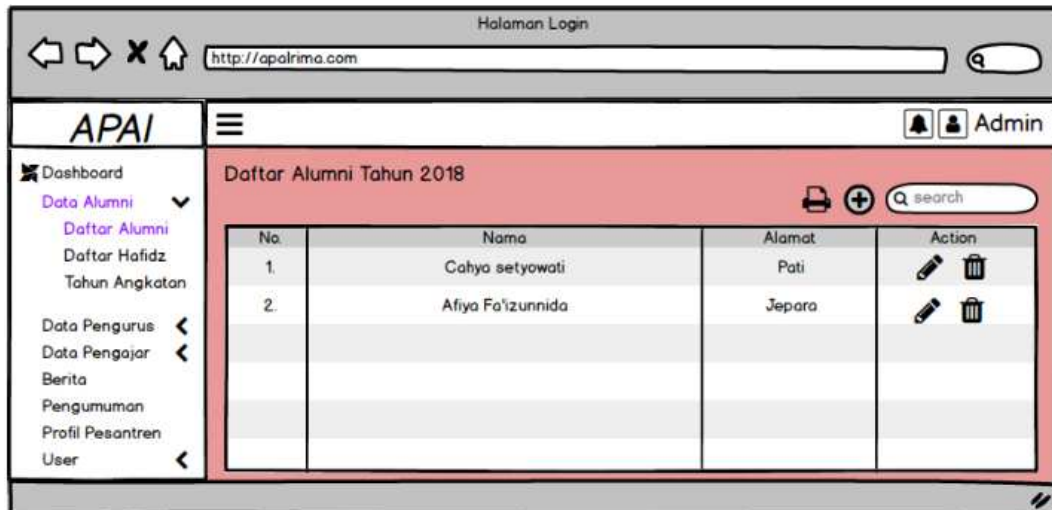 Halaman Login
http://apalrima.com
APAI
Admin
Dashboard
Data Alumni
Daftar Alumni
Daftar Hafidz
Tahun Angkatan
Data Pengurus
Data Pengajar
Berita
Pengumuman
Profil Pesantren
User
Daftar Alumni Tahun 2018
search
No. Nama Alamat Action
1. Cahya setyowati Pati
2. Afiya Fa'izunnida Jepara